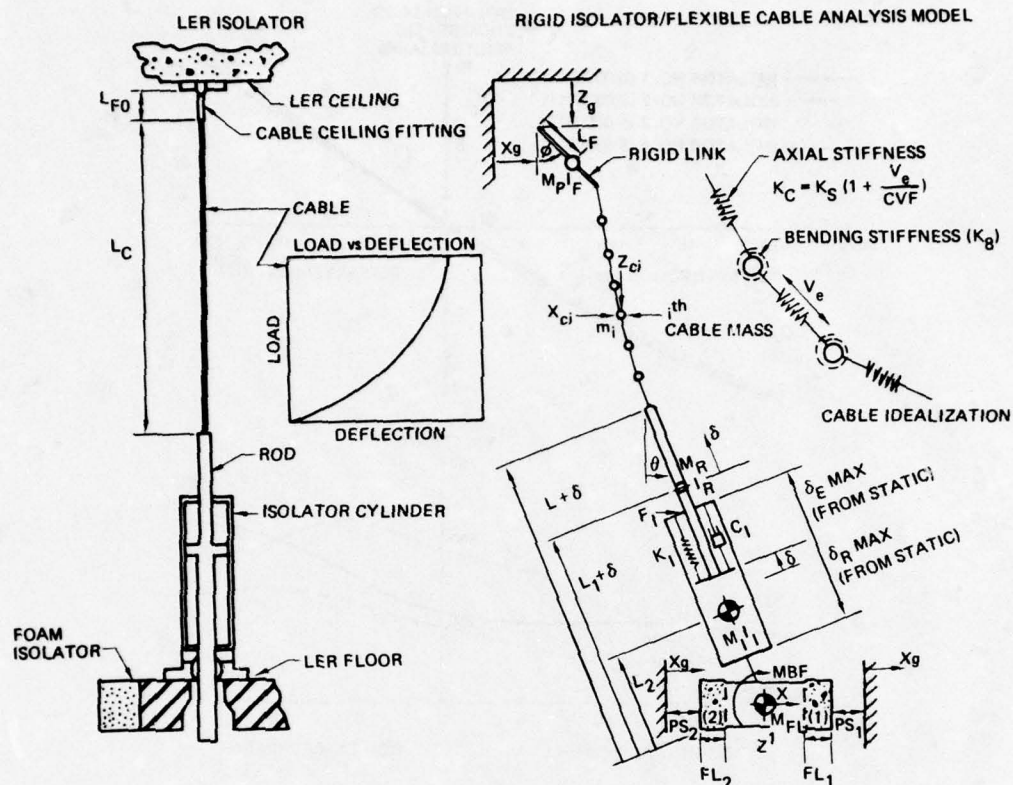 LER ISOLATOR
LER CEILING
L_F0
CABLE CEILING FITTING
CABLE
L_C
LOAD vs DEFLECTION
LOAD
DEFLECTION
ROD
ISOLATOR CYLINDER
FOAM
ISOLATOR
LER FLOOR
RIGID ISOLATOR/FLEXIBLE CABLE ANALYSIS MODEL
Z_g
L_F
X_g
φ
RIGID LINK
M_P I_F
AXIAL STIFFNESS
K_C = K_S (1 + V_e/CVF)
BENDING STIFFNESS (K_8)
V_e
Z_ci
X_ci
m_i
i^th
CABLE MASS
CABLE IDEALIZATION
δ
θ
M_R
I_R
L + δ
F_I
C_I
K_I
δ
L_1 + δ
δ_E MAX
(FROM STATIC)
δ_R MAX
(FROM STATIC)
M_I I_I
L_2
X_g
MBF
X_g
X
PS_2
(2)
M_FL
(1)
PS_1
Z^1
FL_2
FL_1